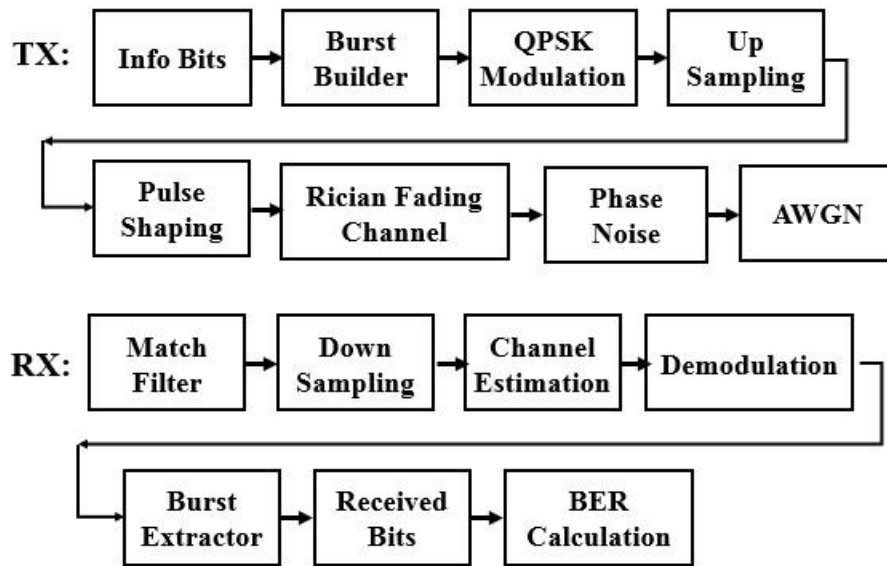 TX:
Info Bits
Burst
Builder
QPSK
Modulation
Up
Sampling
Pulse
Shaping
Rician Fading
Channel
Phase
Noise
AWGN
RX:
Match
Filter
Down
Sampling
Channel
Estimation
Demodulation
Burst
Extractor
Received
Bits
BER
Calculation